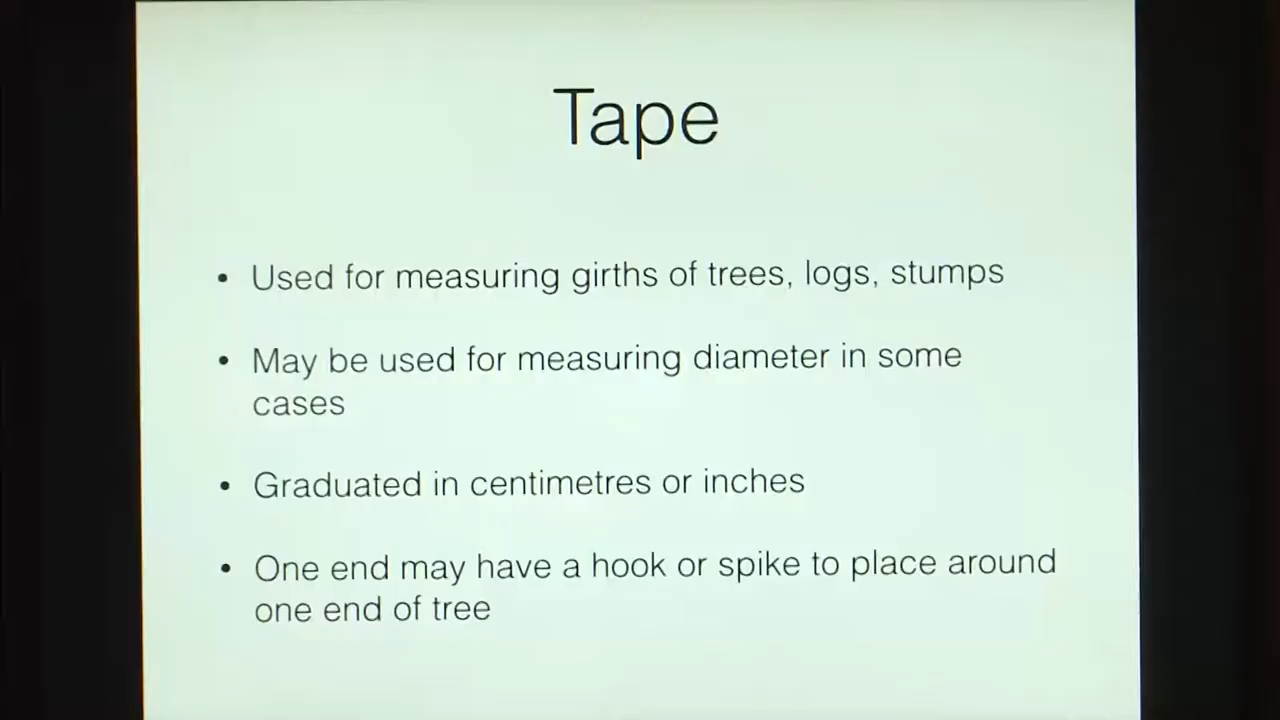 Tape
• Used for measuring girths of trees, logs, stumps
• May be used for measuring diameter in some
cases
• Graduated in centimetres or inches
• One end may have a hook or spike to place around
one end of tree